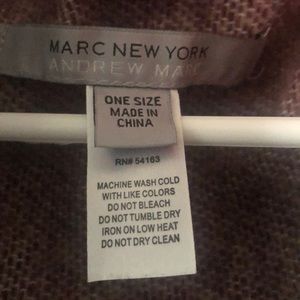 MARC NEW YORK
ANDREW MARC
ONE SIZE
MADE IN
CHINA
RN# 54163
MACHINE WASH COLD
WITH LIKE COLORS
DO NOT BLEACH
DO NOT TUMBLE DRY
IRON ON LOW HEAT
DO NOT DRY CLEAN